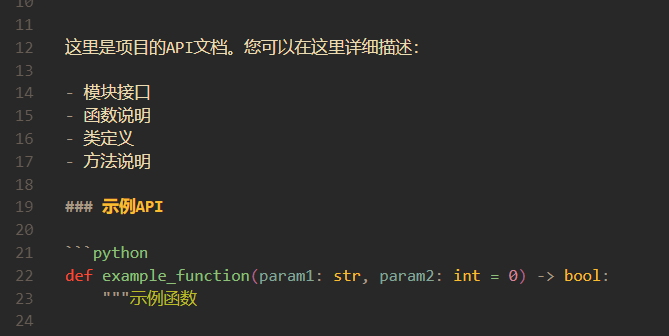 10
11
12 这里是项目的API文档。您可以在这里详细描述：
13
14 - 模块接口
15 - 函数说明
16 - 类定义
17 - 方法说明
18
19 ### 示例API
20
21 ```python
22 def example_function(param1: str, param2: int = 0) -> bool:
23     """示例函数
24